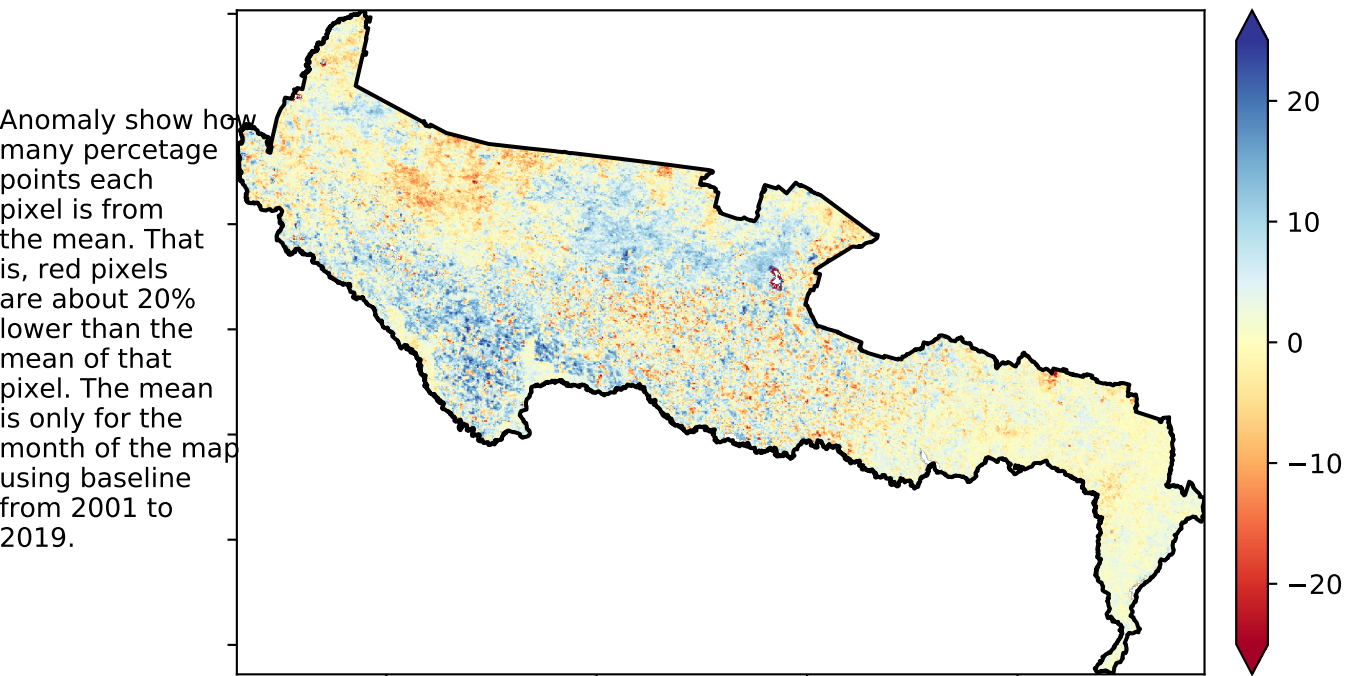 Anomaly show how
many percetage
points each
pixel is from
the mean. That
is, red pixels
are about 20%
lower than the
mean of that
pixel. The mean
is only for the
month of the map
using baseline
from 2001 to
2019.
20
10
0
−10
−20